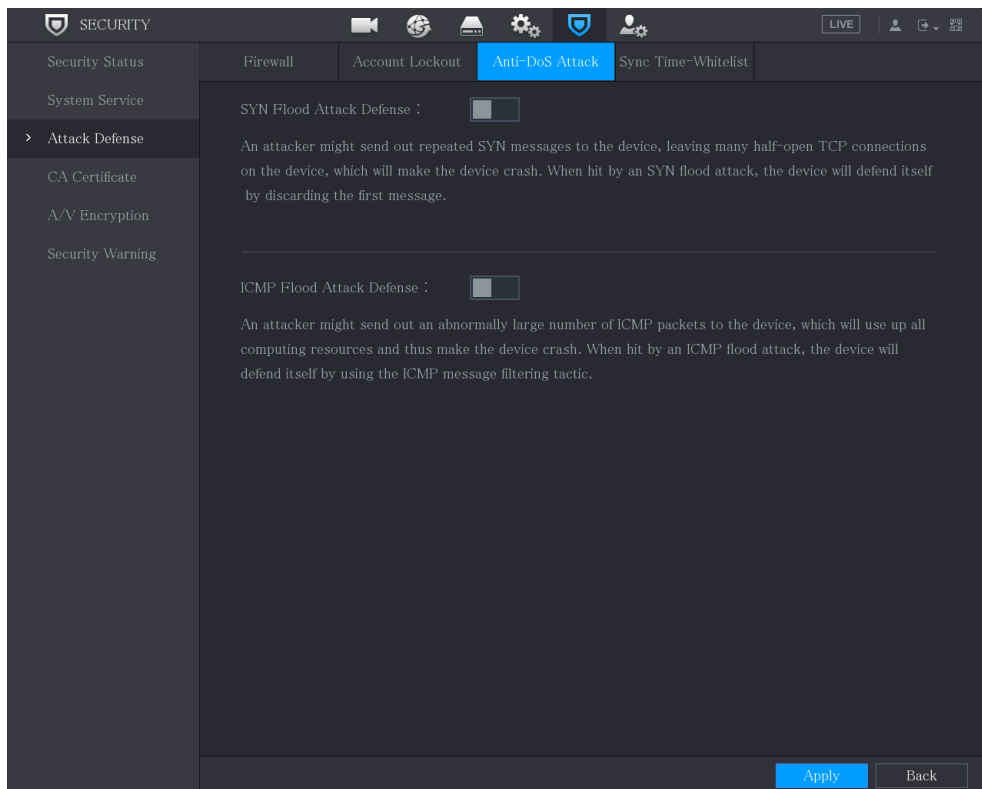 SECURITY
LIVE
Security Status
System Service
Attack Defense
CA Certificate
A/V Encryption
Security Warning
Firewall
Account Lockout
Anti-DoS Attack
Sync Time-Whitelist
SYN Flood Attack Defense :
An attacker might send out repeated SYN messages to the device, leaving many half-open TCP connections
on the device, which will make the device crash. When hit by an SYN flood attack, the device will defend itself
by discarding the first message.
ICMP Flood Attack Defense :
An attacker might send out an abnormally large number of ICMP packets to the device, which will use up all
computing resources and thus make the device crash. When hit by an ICMP flood attack, the device will
defend itself by using the ICMP message filtering tactic.
Apply
Back